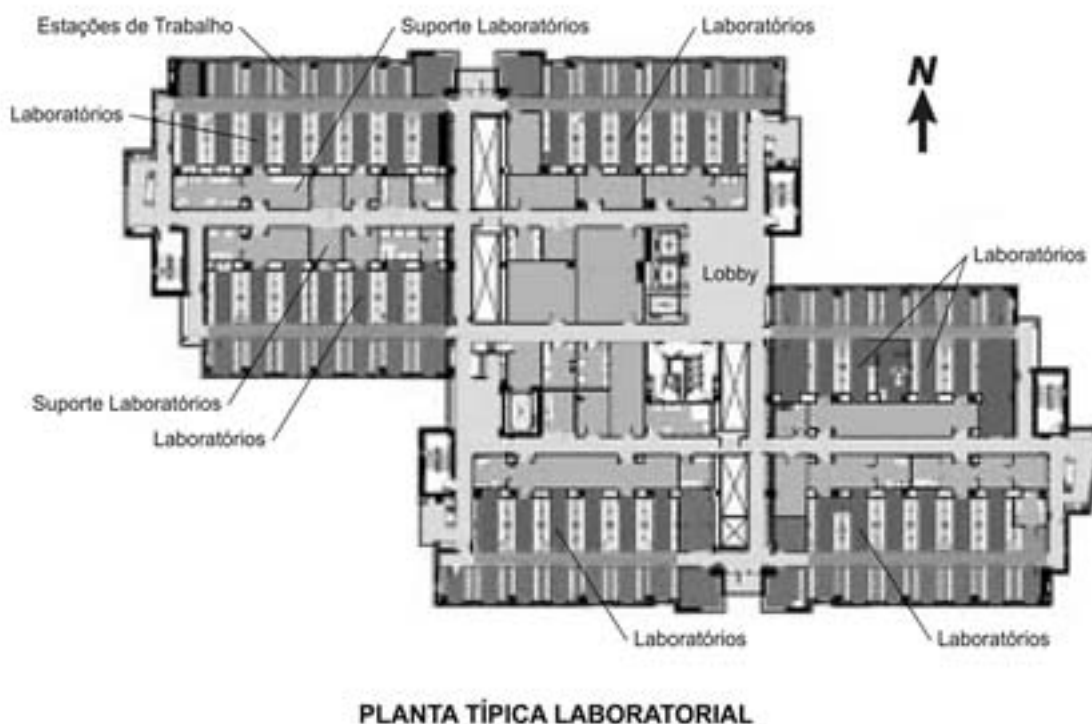 Estações de Trabalho
Suporte Laboratórios
Laboratórios
N
Laboratórios
Lobby
Laboratórios
Suporte Laboratórios
Laboratórios
Laboratórios
Laboratórios
PLANTA TÍPICA LABORATORIAL